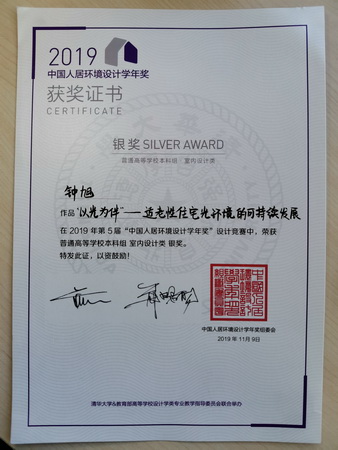 2019
中国人居环境设计学年奖
获奖证书
CERTIFICATE
银奖 SILVER AWARD
普通高等学校本科组 室内设计类
钟旭
作品“以光为伴”——适老性住宅光环境的可持续发展
在 2019 年第 5 届“中国人居环境设计学年奖”设计竞赛中,荣获
普通高等学校本科组 室内设计类 银奖。
特发此证,以资鼓励!
中国人居环境设计学年奖组委会
2019 年 11月 9日
清华大学&教育部高等学校设计学类专业教学指导委员会联合举办